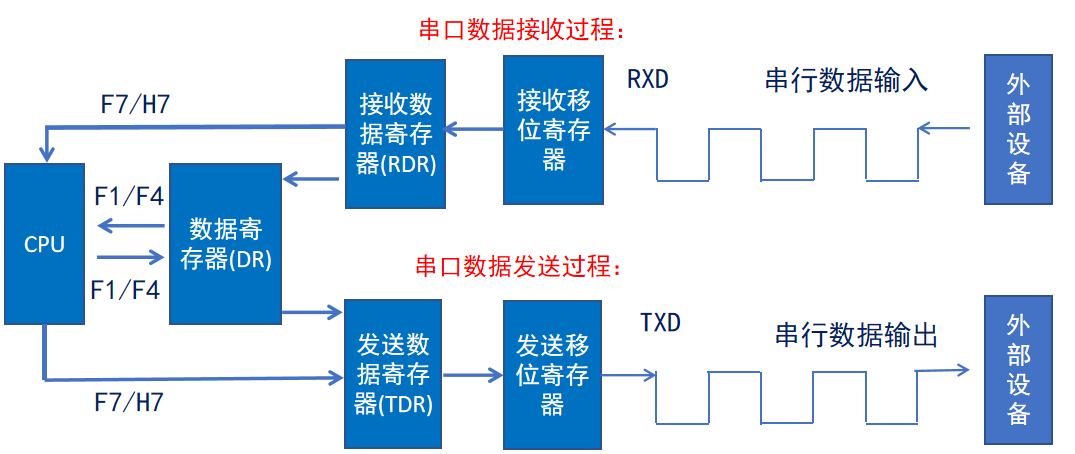 串口数据接收过程：
F7/H7
接收数
据寄存
器(RDR)
接收移
位寄存
器
RXD
串行数据输入
外
部
设
备
CPU
F1/F4
F1/F4
数据寄
存器(DR)
串口数据发送过程：
F7/H7
发送数
据寄存
器(TDR)
发送移
位寄存
器
TXD
串行数据输出
外
部
设
备